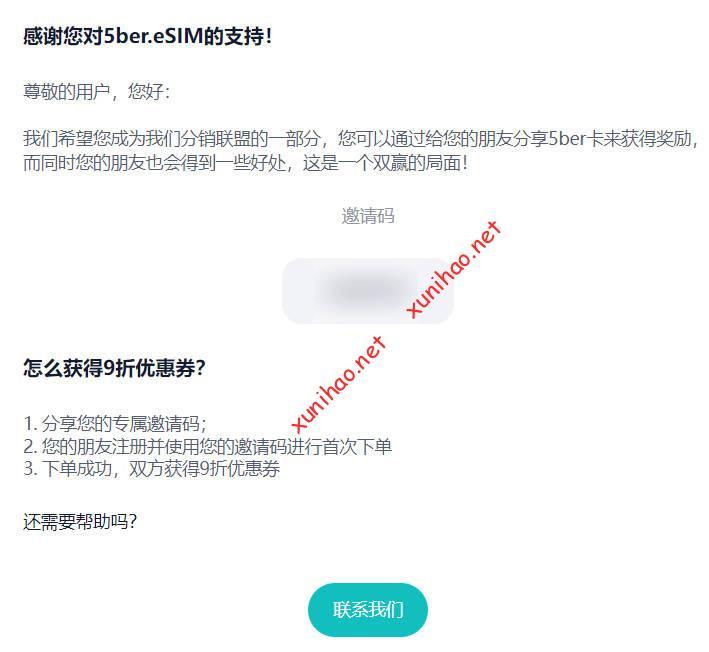 感谢您对5ber.eSIM的支持！
尊敬的用户，您好：
我们希望您成为我们分销联盟的一部分，您可以通过给您的朋友分享5ber卡来获得奖励，
而同时您的朋友也会得到一些好处，这是一个双赢的局面！
邀请码
xunihao.net
xunihao.net
怎么获得9折优惠券？
1. 分享您的专属邀请码；
2. 您的朋友注册并使用您的邀请码进行首次下单
3. 下单成功，双方获得9折优惠券
还需要帮助吗？
联系我们